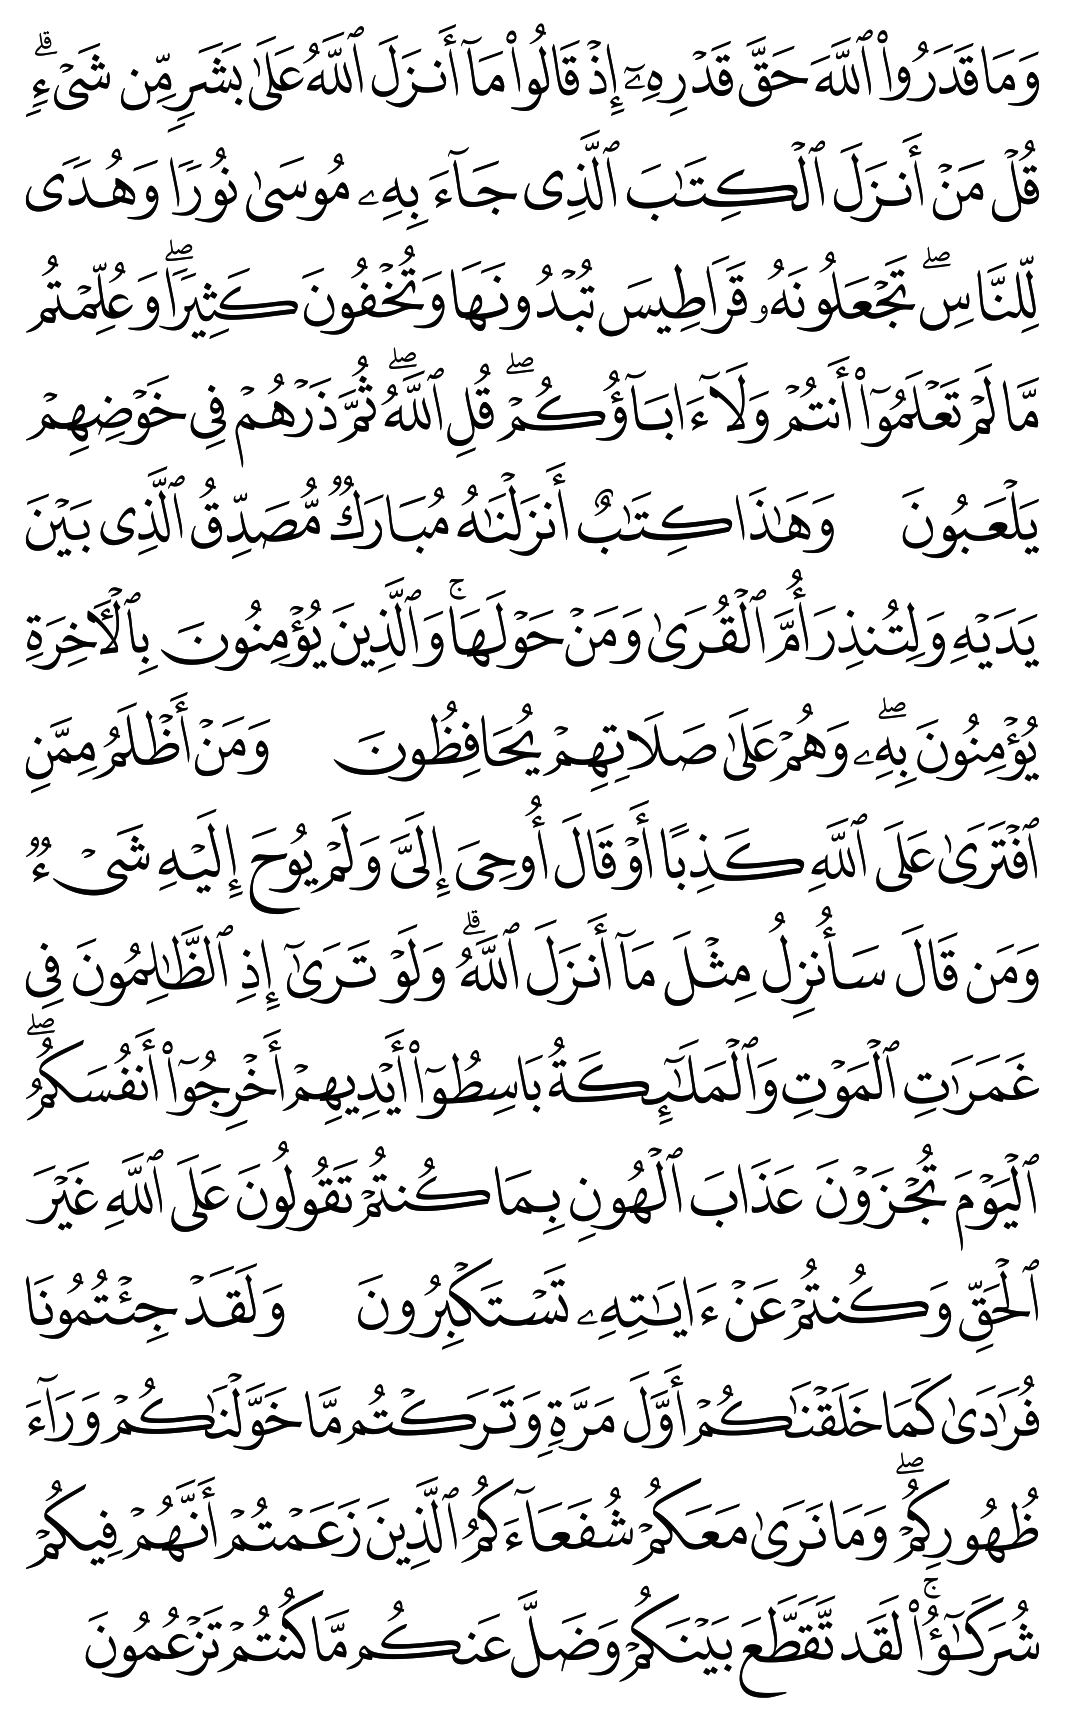 وَمَا قَدَرُوا۟ ٱللَّهَ حَقَّ قَدْرِهِۦٓ إِذْ قَالُوا۟ مَآ أَنزَلَ ٱللَّهُ عَلَىٰ بَشَرٍ مِّن شَىْءٍ ۗ
قُلْ مَنْ أَنزَلَ ٱلْكِتَـٰبَ ٱلَّذِى جَآءَ بِهِۦ مُوسَىٰ نُورًا وَهُدًى
لِّلنَّاسِ ۖ تَجْعَلُونَهُۥ قَرَاطِيسَ تُبْدُونَهَا وَتُخْفُونَ كَثِيرًا ۖ وَعُلِّمْتُم
مَّا لَمْ تَعْلَمُوٓا۟ أَنتُمْ وَلَآ ءَابَآؤُكُمْ ۖ قُلِ ٱللَّهُ ۖ ثُمَّ ذَرْهُمْ فِى خَوْضِهِمْ
يَلْعَبُونَ وَهَـٰذَا كِتَـٰبٌ أَنزَلْنَـٰهُ مُبَارَكٌ مُّصَدِّقُ ٱلَّذِى بَيْنَ
يَدَيْهِ وَلِتُنذِرَ أُمَّ ٱلْقُرَىٰ وَمَنْ حَوْلَهَا ۚ وَٱلَّذِينَ يُؤْمِنُونَ بِٱلْـَٔاخِرَةِ
يُؤْمِنُونَ بِهِۦ ۖ وَهُمْ عَلَىٰ صَلَاتِهِمْ يُحَافِظُونَ وَمَنْ أَظْلَمُ مِمَّنِ
ٱفْتَرَىٰ عَلَى ٱللَّهِ كَذِبًا أَوْ قَالَ أُوحِىَ إِلَىَّ وَلَمْ يُوحَ إِلَيْهِ شَىْءٌ
وَمَن قَالَ سَأُنزِلُ مِثْلَ مَآ أَنزَلَ ٱللَّهُ ۗ وَلَوْ تَرَىٰٓ إِذِ ٱلظَّـٰلِمُونَ فِى
غَمَرَٰتِ ٱلْمَوْتِ وَٱلْمَلَـٰٓئِكَةُ بَاسِطُوٓا۟ أَيْدِيهِمْ أَخْرِجُوٓا۟ أَنفُسَكُمُ ۖ
ٱلْيَوْمَ تُجْزَوْنَ عَذَابَ ٱلْهُونِ بِمَا كُنتُمْ تَقُولُونَ عَلَى ٱللَّهِ غَيْرَ
ٱلْحَقِّ وَكُنتُمْ عَنْ ءَايَـٰتِهِۦ تَسْتَكْبِرُونَ وَلَقَدْ جِئْتُمُونَا
فُرَٰدَىٰ كَمَا خَلَقْنَـٰكُمْ أَوَّلَ مَرَّةٍ وَتَرَكْتُم مَّا خَوَّلْنَـٰكُمْ وَرَآءَ
ظُهُورِكُمْ ۖ وَمَا نَرَىٰ مَعَكُمْ شُفَعَآءَكُمُ ٱلَّذِينَ زَعَمْتُمْ أَنَّهُمْ فِيكُمْ
شُرَكَـٰٓؤُا۟ ۚ لَقَد تَّقَطَّعَ بَيْنَكُمْ وَضَلَّ عَنكُم مَّا كُنتُمْ تَزْعُمُونَ